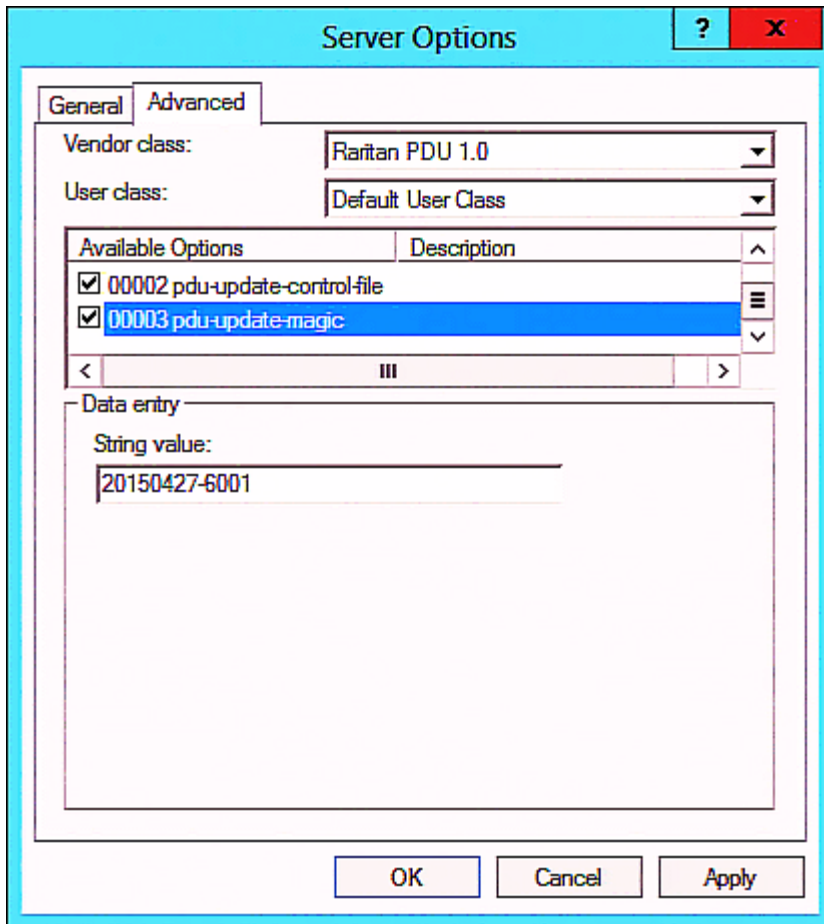 Server Options
?
x
General
Advanced
Vendor class:
Raritan PDU 1.0
User class:
Default User Class
Available Options
Description
00002 pdu-update-control-file
00003 pdu-update-magic
Data entry
String value:
20150427-6001
OK
Cancel
Apply